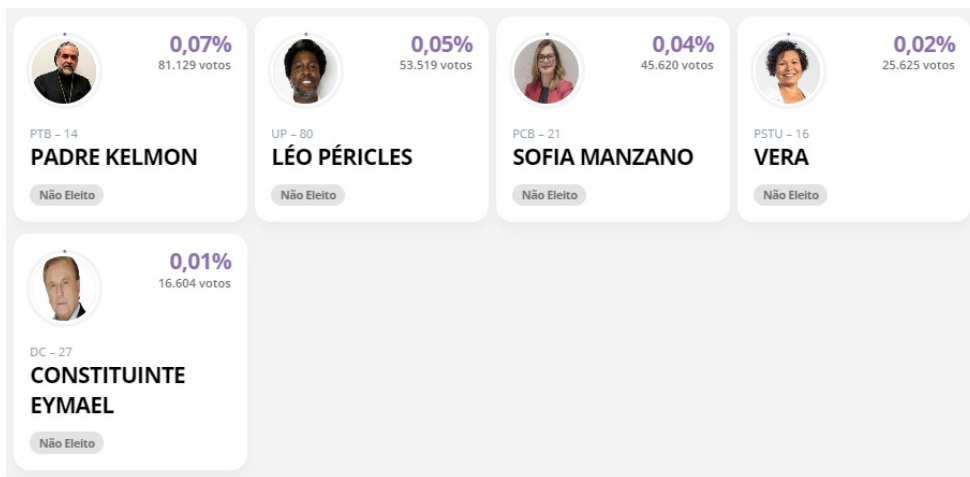 0,07%
81.129 votos
PTB – 14
PADRE KELMON
Não Eleito
0,05%
53.519 votos
UP – 80
LÉO PÉRICLES
Não Eleito
0,04%
45.620 votos
PCB – 21
SOFIA MANZANO
Não Eleito
0,02%
25.625 votos
PSTU – 16
VERA
Não Eleito
0,01%
16.604 votos
DC – 27
CONSTITUINTE
EYMAEL
Não Eleito